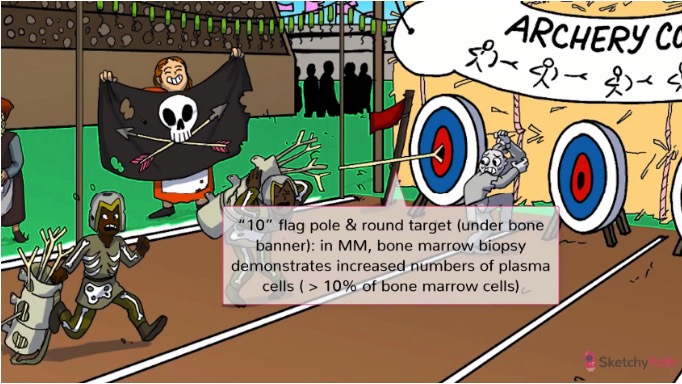 ARCHERY CO
“10” flag pole & round target (under bone
banner): in MM, bone marrow biopsy
demonstrates increased numbers of plasma
cells ( > 10% of bone marrow cells)